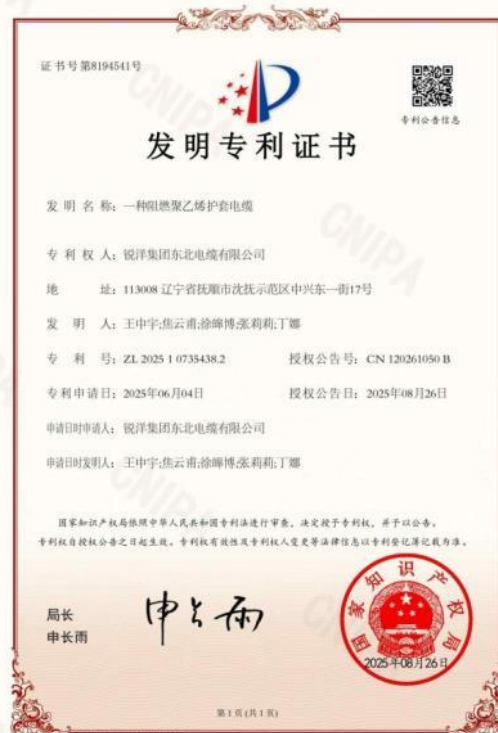 证书号第8194541号
专利公告信息
发明专利证书
发明名称：一种阻燃聚乙烯护套电缆
专利权人：锐洋集团东北电缆有限公司
地址：113008 辽宁省抚顺市沈抚示范区中兴东一街17号
发明人：王中宇;焦云甫;徐皞博;张莉莉;丁娜
专利号：ZL 2025 1 0735438.2 授权公告号：CN 120261050 B
专利申请日：2025年06月04日 授权公告日：2025年08月26日
申请日时申请人：锐洋集团东北电缆有限公司
申请日时发明人：王中宇;焦云甫;徐皞博;张莉莉;丁娜
国家知识产权局依照中华人民共和国专利法进行审查，决定授予专利权，并予以公告。
专利权自授权公告之日起生效。专利权有效性及专利权人变更等法律信息以专利登记簿记载为准。
局长
申长雨
申长雨
国家知识产权局
2025年08月26日
第1页(共1页)
CNIPA
CNIPA
CNIPA